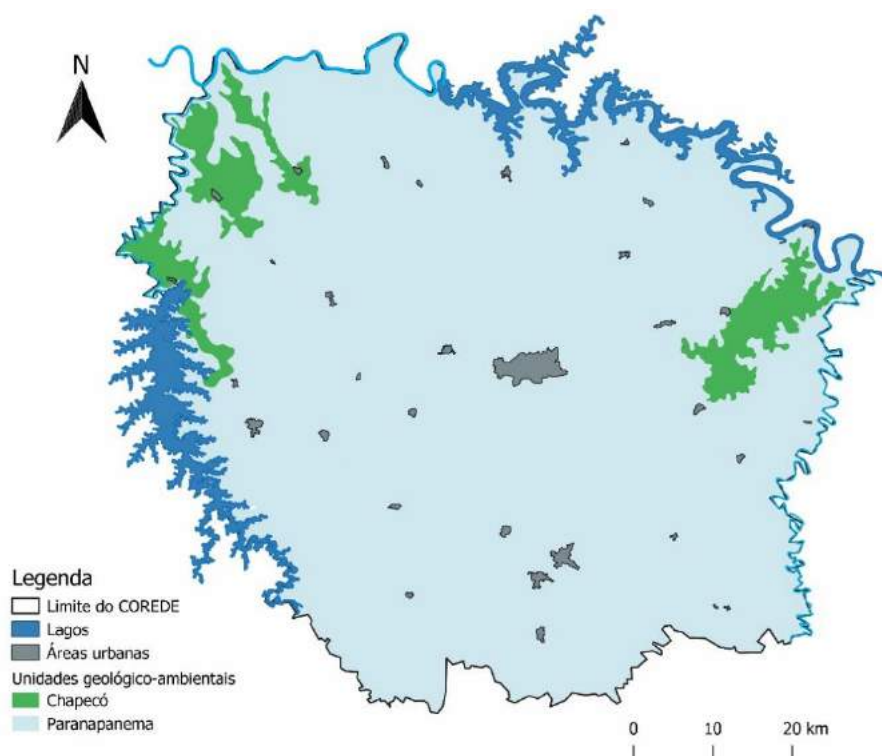 N
Legenda
Limite do COREDE
Lagos
Áreas urbanas
Unidades geológico-ambientais
Chapecó
Paranapanema
0 10 20 km